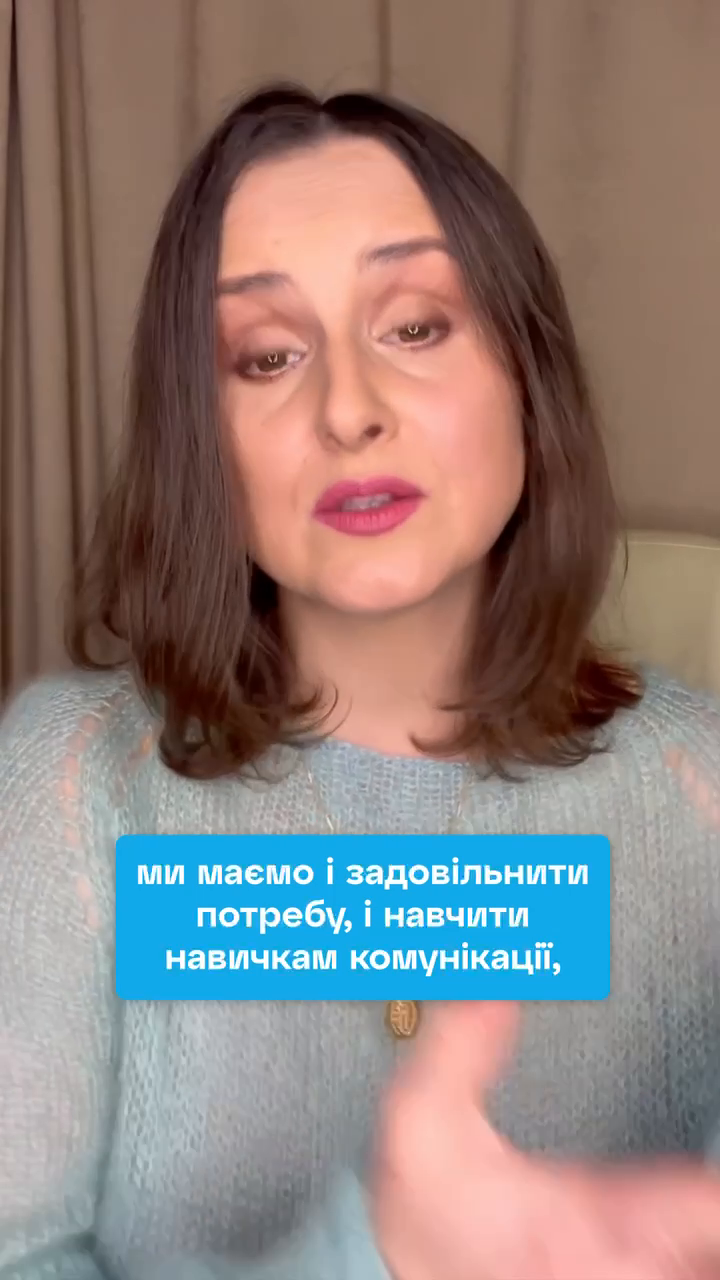 ми маємо і задовільнити
потребу, і навчити
навичкам комунікації,